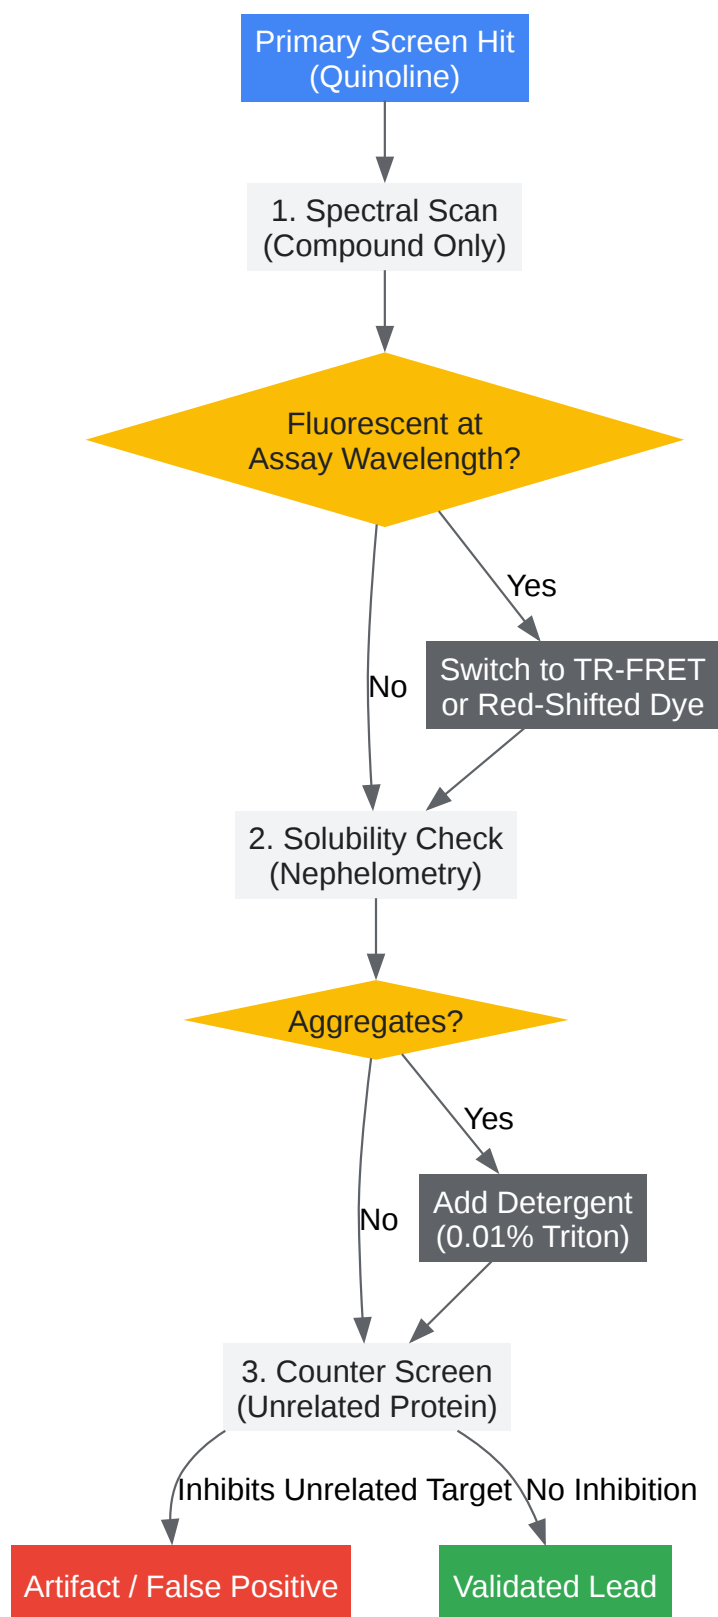 Primary Screen Hit
(Quinoline)
1. Spectral Scan
(Compound Only)
Fluorescent at
Assay Wavelength?
Yes
Switch to TR-FRET
or Red-Shifted Dye
No
2. Solubility Check
(Nephelometry)
Aggregates?
Yes
Add Detergent
(0.01% Triton)
No
3. Counter Screen
(Unrelated Protein)
Inhibits Unrelated Target
No Inhibition
Artifact / False Positive
Validated Lead